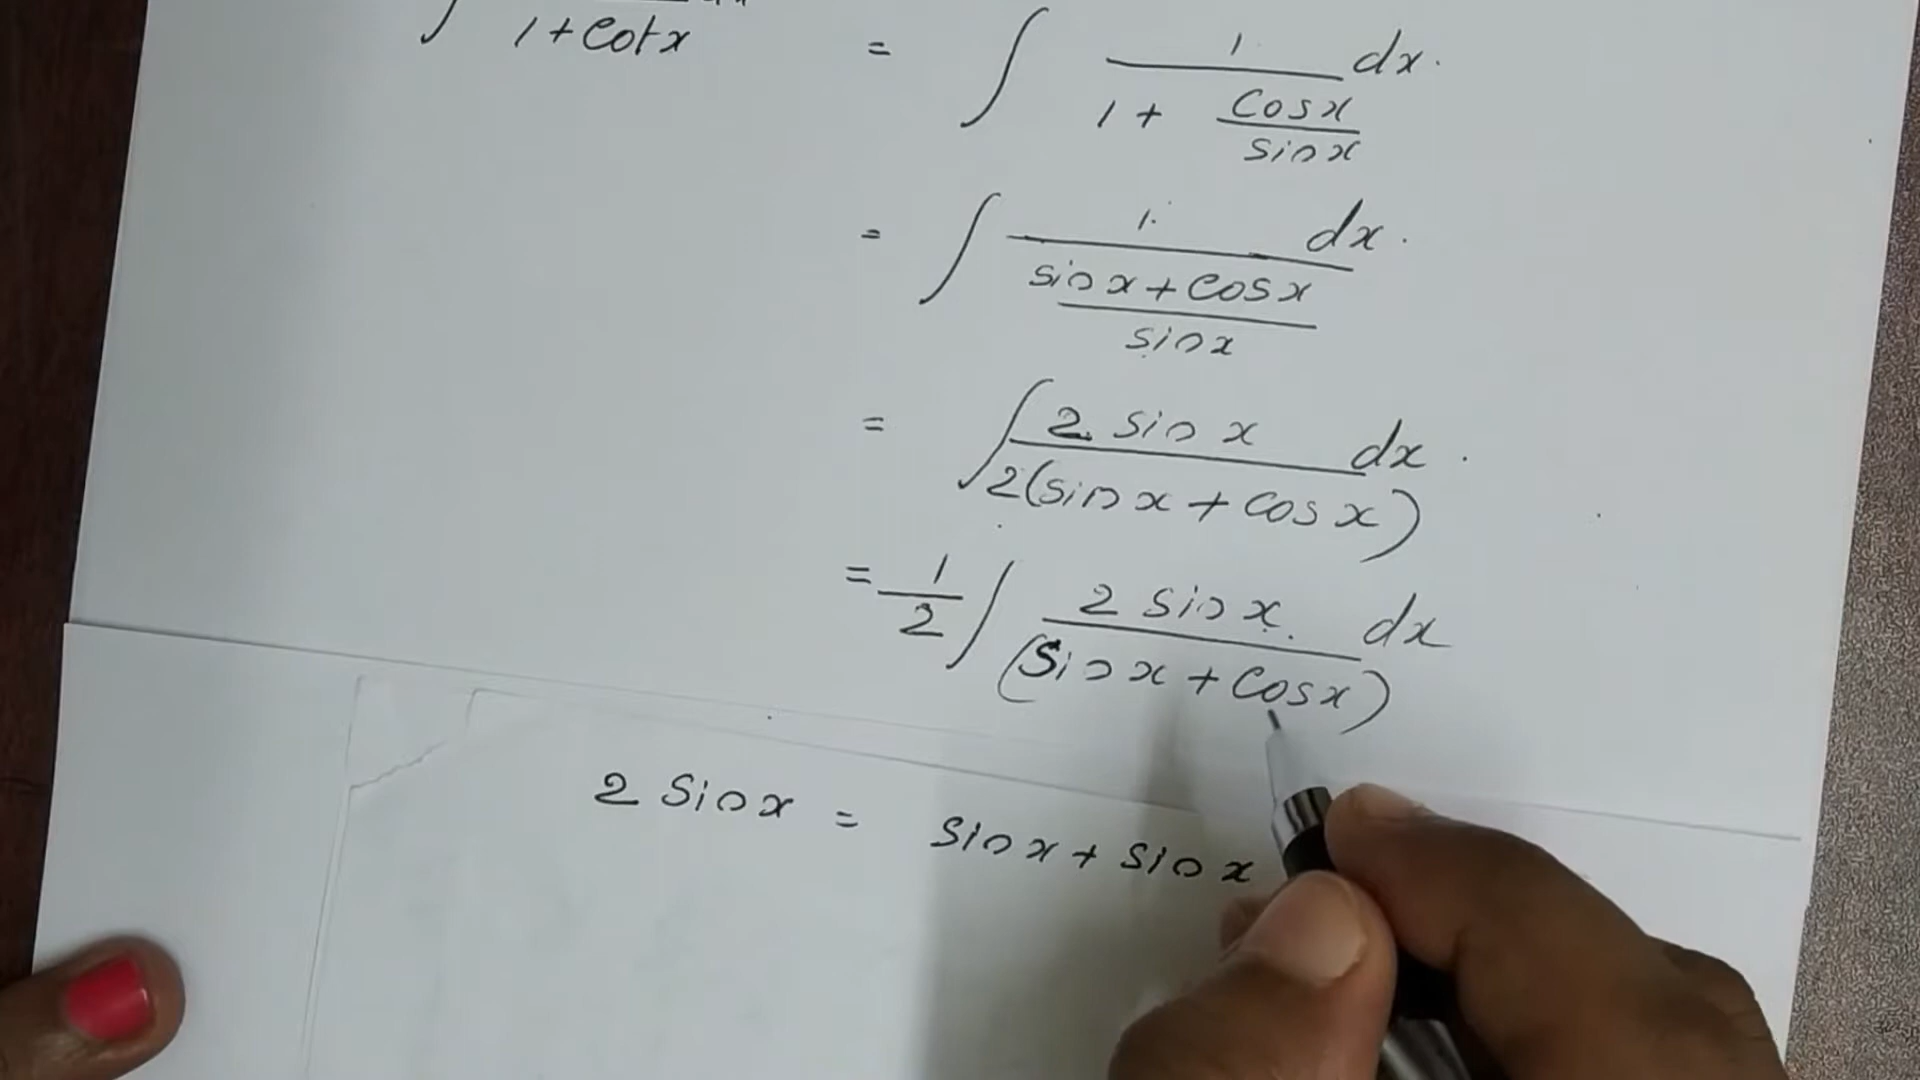 ∫ 1 + cot x = ∫ 1 / (1 + cos x / sin x) dx.
= ∫ 1 / ((sin x + cos x) / sin x) dx.
= ∫ 2 sin x / 2(sin x + cos x) dx.
= 1/2 ∫ 2 sin x / (sin x + cos x) dx
2 sin x = sin x + sin x